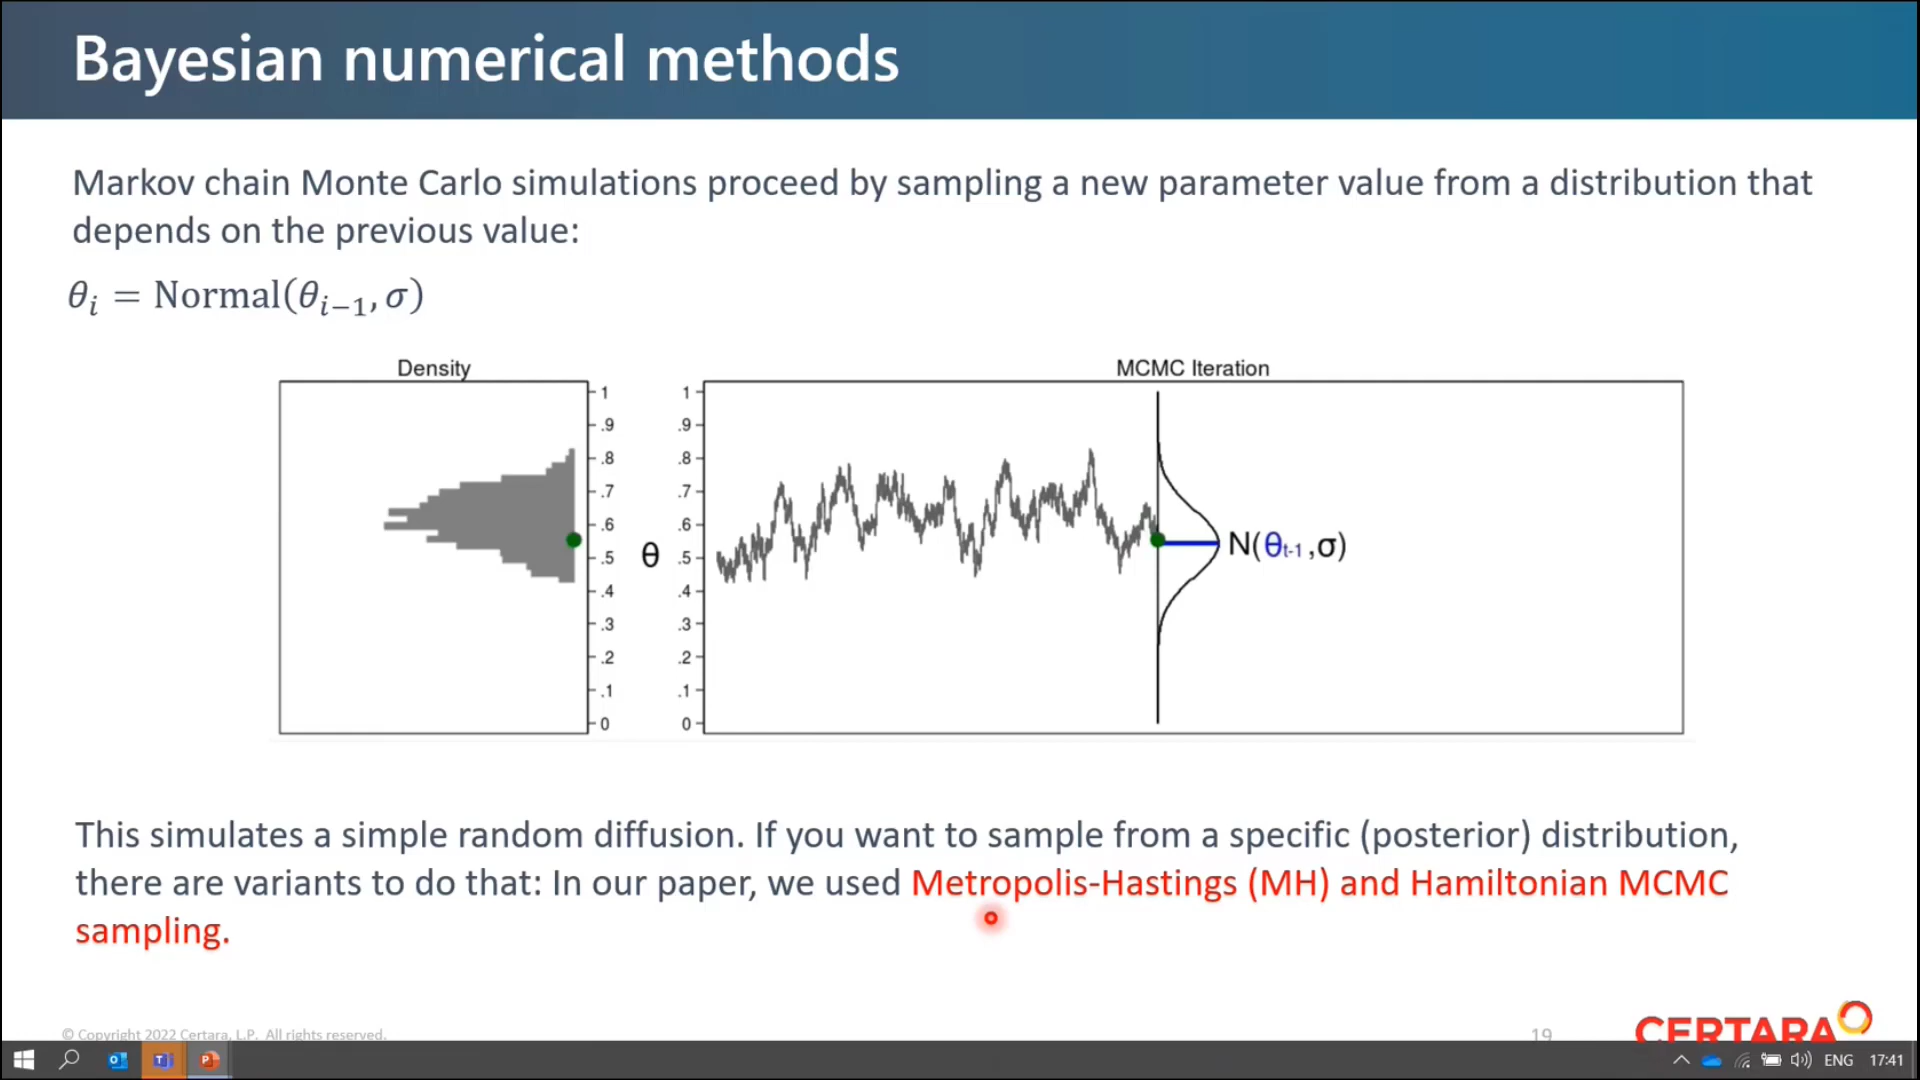 Bayesian numerical methods
Markov chain Monte Carlo simulations proceed by sampling a new parameter value from a distribution that
depends on the previous value:
θᵢ = Normal(θᵢ₋₁, σ)
Density
MCMC Iteration
1
.9
.8
.7
.6
.5
.4
.3
.2
.1
0
θ
1
.9
.8
.7
.6
.5
.4
.3
.2
.1
0
N(θt-1 ,σ)
This simulates a simple random diffusion. If you want to sample from a specific (posterior) distribution,
there are variants to do that: In our paper, we used Metropolis-Hastings (MH) and Hamiltonian MCMC
sampling.
© Copyright 2022 Certara, L.P. All rights reserved.
19
CERTARA
ENG 17:41